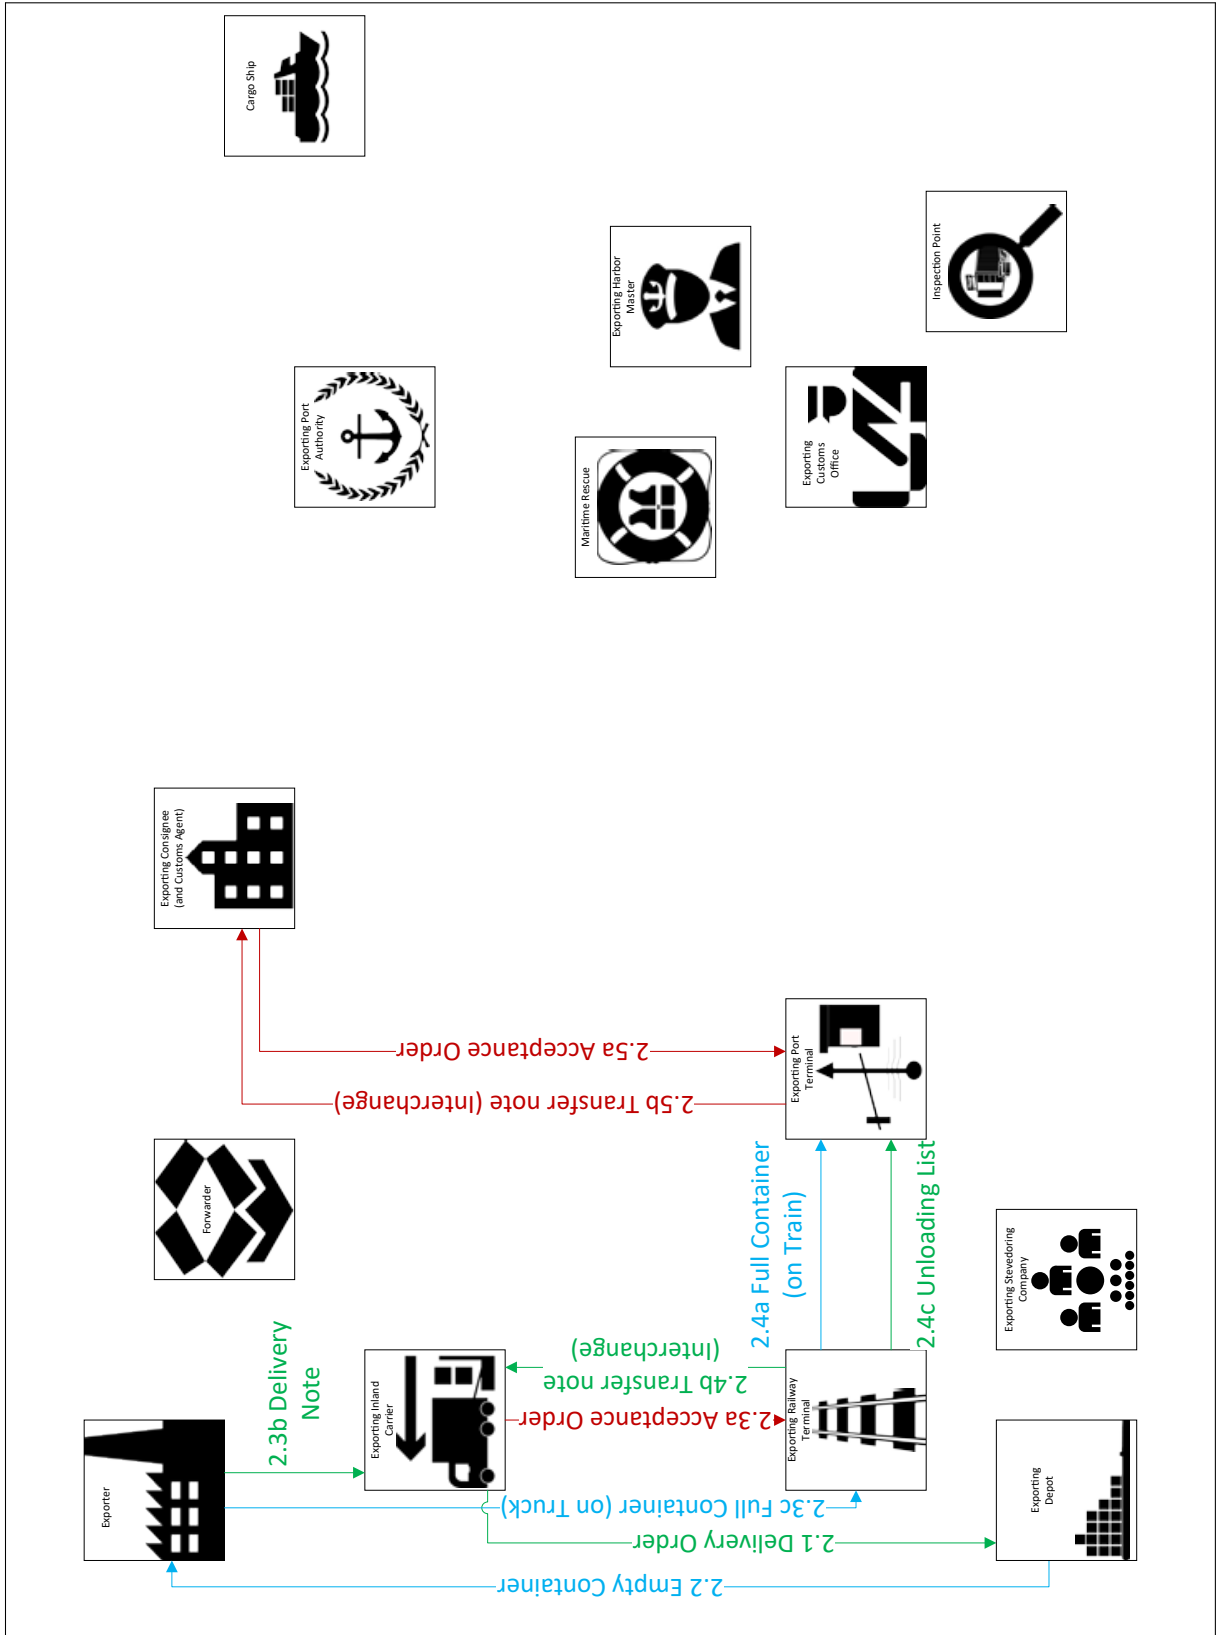 Cargo Ship
Exporting Port
Authority
Exporting Harbor
Master
Maritime Rescue
Exporting
Customs
Office
Inspection Point
Exporting Consignee
(and Customs Agent)
2.5a Acceptance Order
2.5b Transfer note (Interchange)
Exporting Port
Terminal
Forwarder
2.4a Full Container
(on Train)
2.4c Unloading List
Exporting Stevedoring
Company
2.3b Delivery
Note
Exporter
Exporting Inland
Carrier
2.4b Transfer note
(Interchange)
2.3a Acceptance Order
Exporting Railway
Terminal
2.3c Full Container (on Truck)
2.1 Delivery Order
2.2 Empty Container
Exporting
Depot